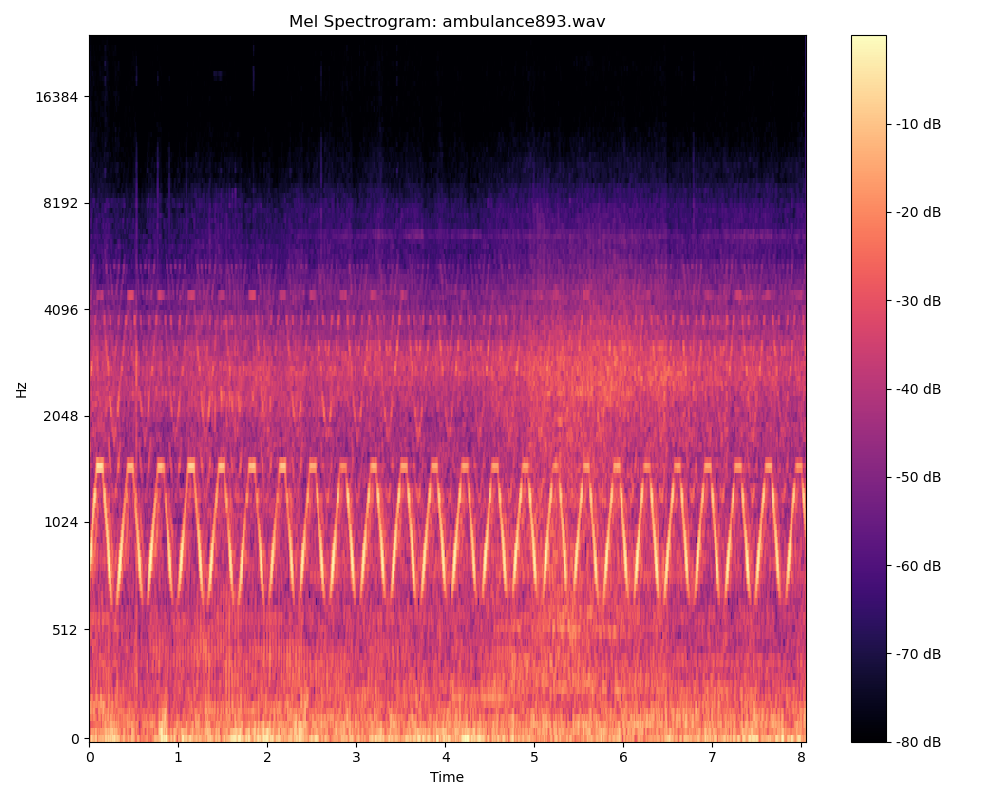 Mel Spectrogram: ambulance893.wav
Hz
16384
8192
4096
2048
1024
512
0
0 1 2 3 4 5 6 7 8
Time
-10 dB
-20 dB
-30 dB
-40 dB
-50 dB
-60 dB
-70 dB
-80 dB